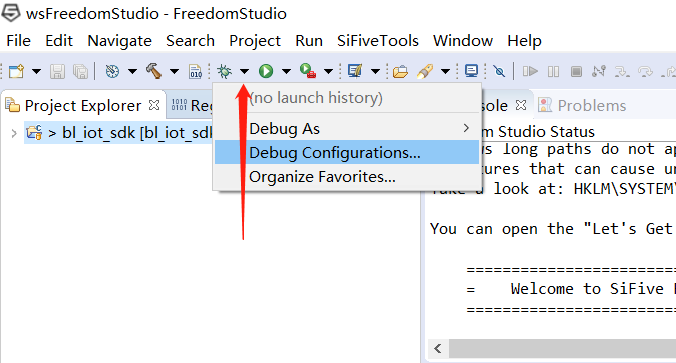 wsFreedomStudio - FreedomStudio
File Edit Navigate Search Project Run SiFiveTools Window Help
Project Explorer
sole
Problems
(no launch history)
Debug As
Debug Configurations...
Organize Favorites...
> bl_iot_sdk [bl_iot_sdk
m Studio Status
ws long paths do not ap
tures that can cause un
Take a look at: HKLM\SYSTEM\
You can open the "Let's Get
=========================
= Welcome to SiFive
=========================